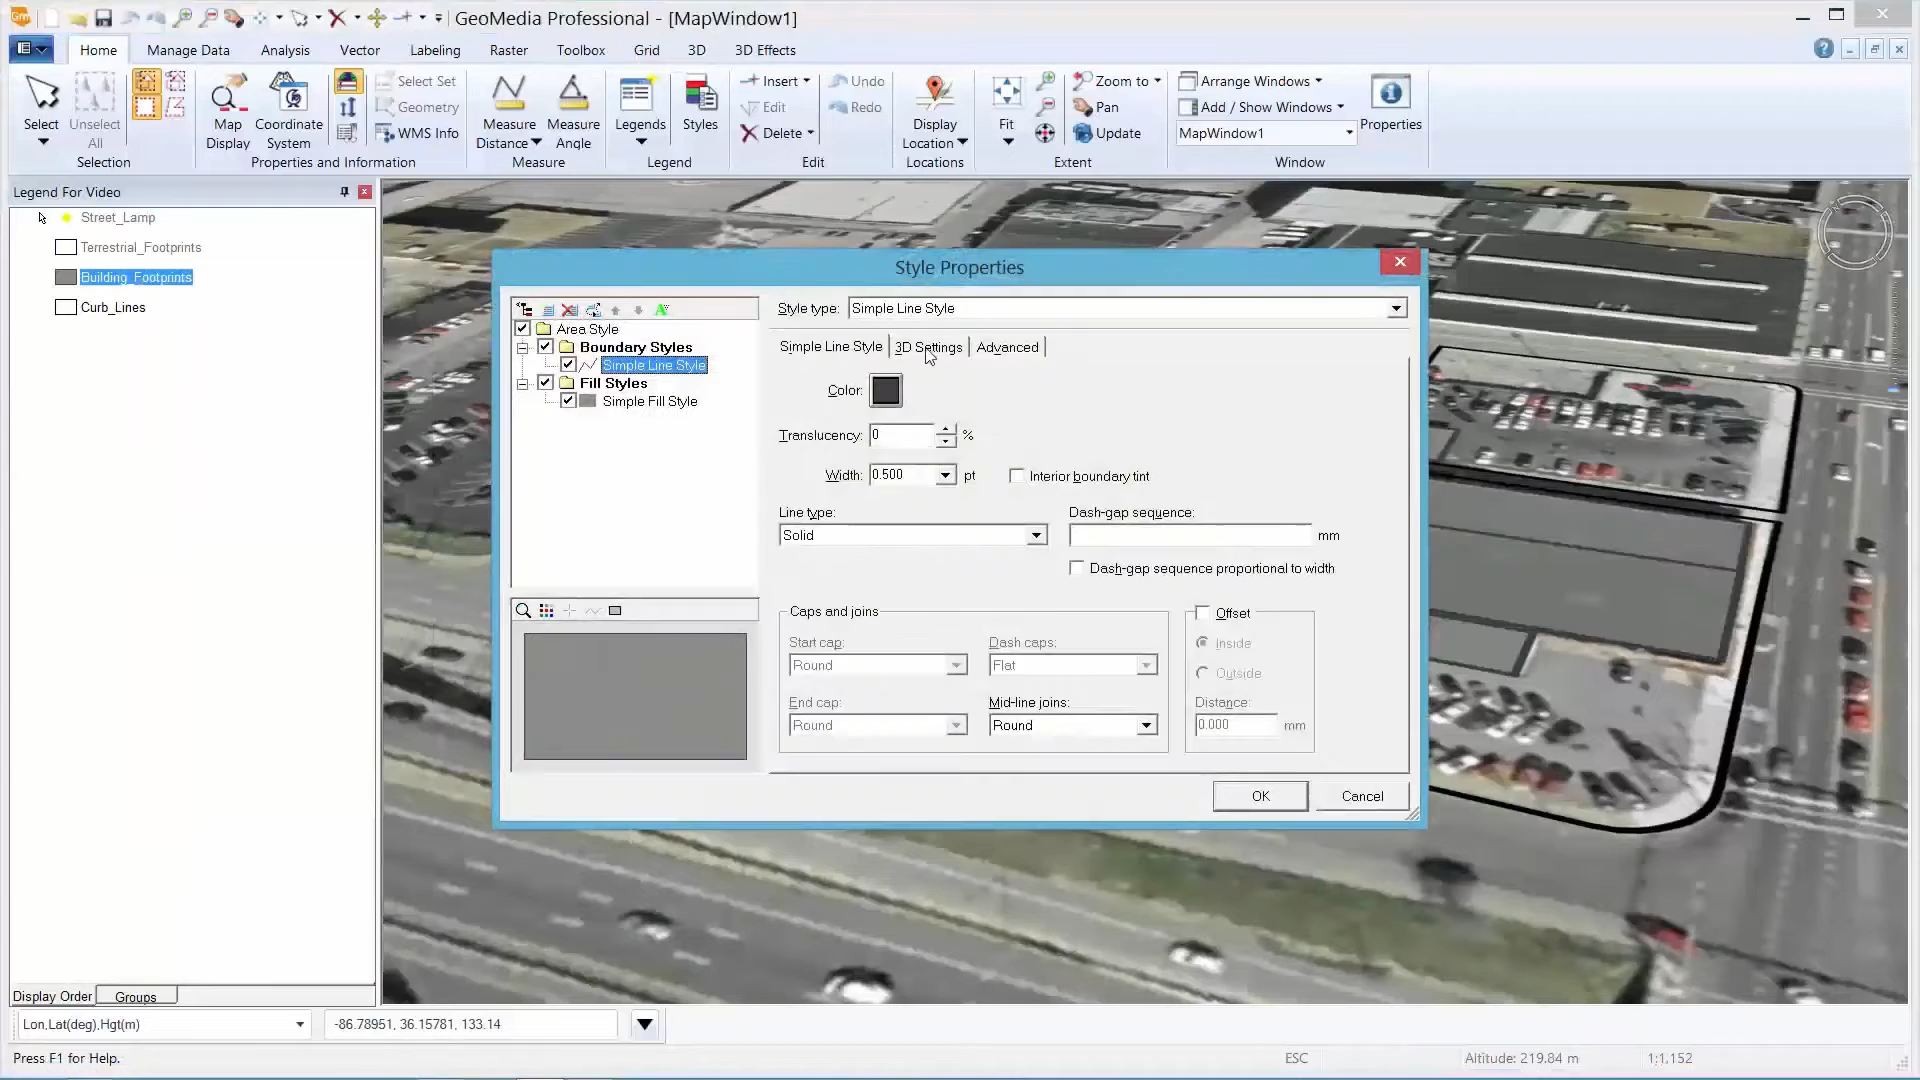 GeoMedia Professional - [MapWindow1]
Home Manage Data Analysis Vector Labeling Raster Toolbox Grid 3D 3D Effects
Select
Unselect All
Selection
Map Display
Coordinate System
Select Set
Geometry
WMS Info
Properties and Information
Measure Distance
Measure Angle
Measure
Legends
Styles
Legend
Insert
Edit
Delete
Undo
Redo
Edit
Display Location
Locations
Fit
Zoom to
Pan
Update
Extent
Arrange Windows
Add / Show Windows
MapWindow1
Properties
Window
Legend For Video
Street_Lamp
Terrestrial_Footprints
Building_Footprints
Curb_Lines
Style Properties
Area Style
Boundary Styles
Simple Line Style
Fill Styles
Simple Fill Style
Style type: Simple Line Style
Simple Line Style 3D Settings Advanced
Color:
Translucency: 0 %
Width: 0.500 pt Interior boundary tint
Line type: Dash-gap sequence:
Solid mm
Dash-gap sequence proportional to width
Caps and joins
Start cap: Dash caps:
Round Flat
End cap: Mid-line joins:
Round Round
Offset
Inside
Outside
Distance:
0.000 mm
OK Cancel
Display Order Groups
Lon,Lat(deg),Hgt(m) -86.78951, 36.15781, 133.14
Press F1 for Help. ESC Altitude: 219.84 m 1:1,152